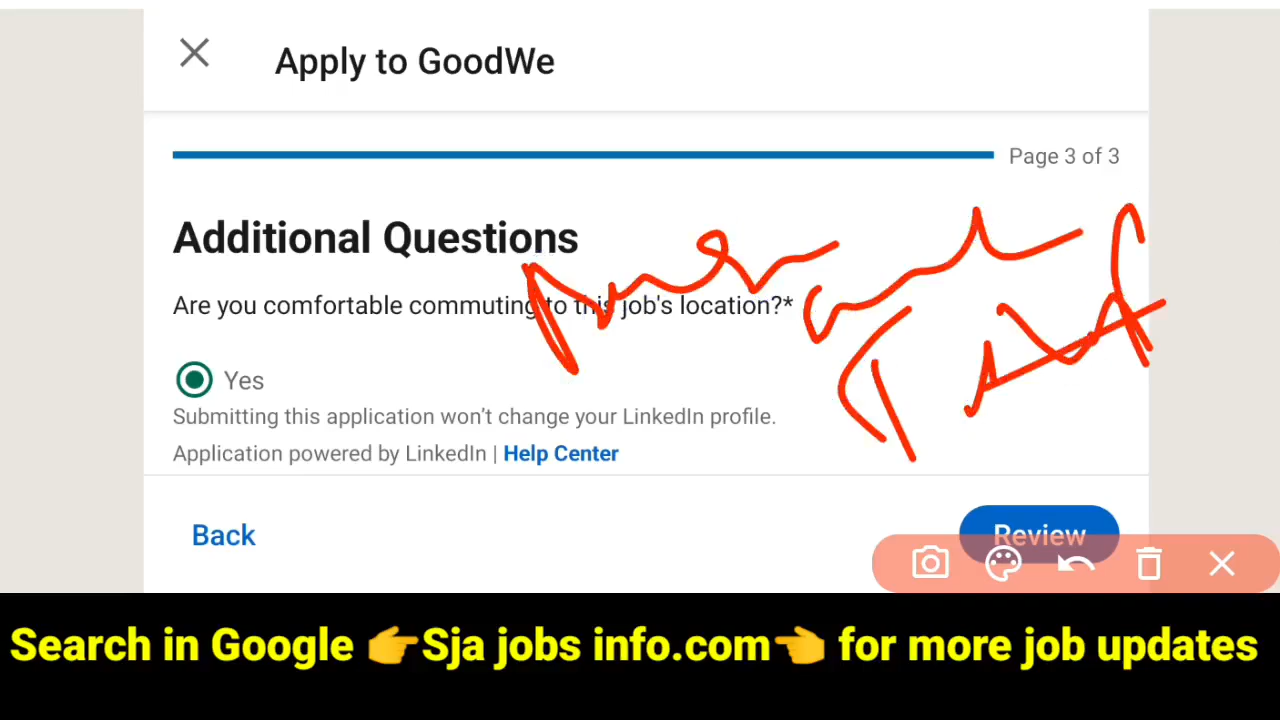 Apply to GoodWe
Page 3 of 3
Additional Questions
Are you comfortable commuting to this job's location?*
Yes
Submitting this application won't change your LinkedIn profile.
Application powered by LinkedIn | Help Center
Back
Review
Search in Google 👉Sja jobs info.com👈 for more job updates